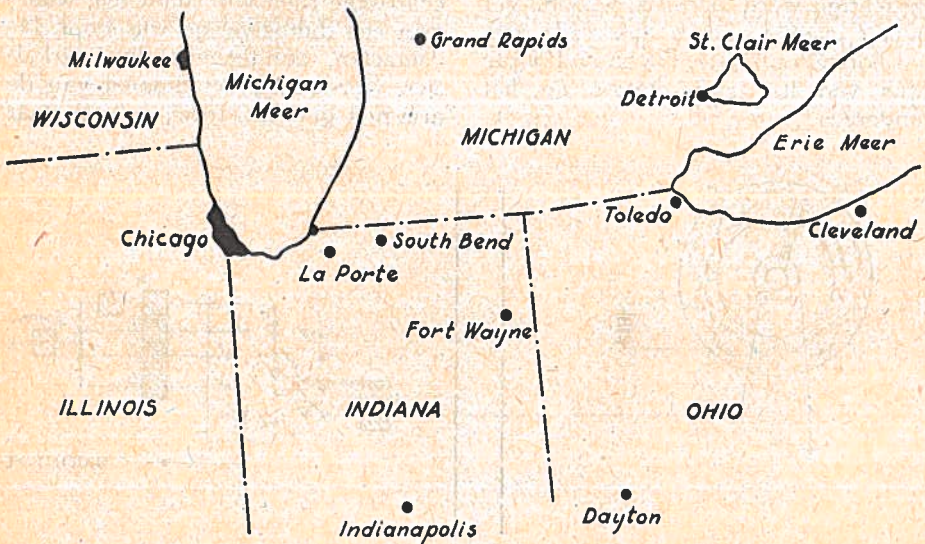 Grand Rapids
St. Clair Meer
Milwaukee
Michigan
Meer
Detroit
WISCONSIN
MICHIGAN
Erie Meer
Toledo
Cleveland
Chicago
South Bend
La Porte
Fort Wayne
ILLINOIS
INDIANA
OHIO
Indianapolis
Dayton